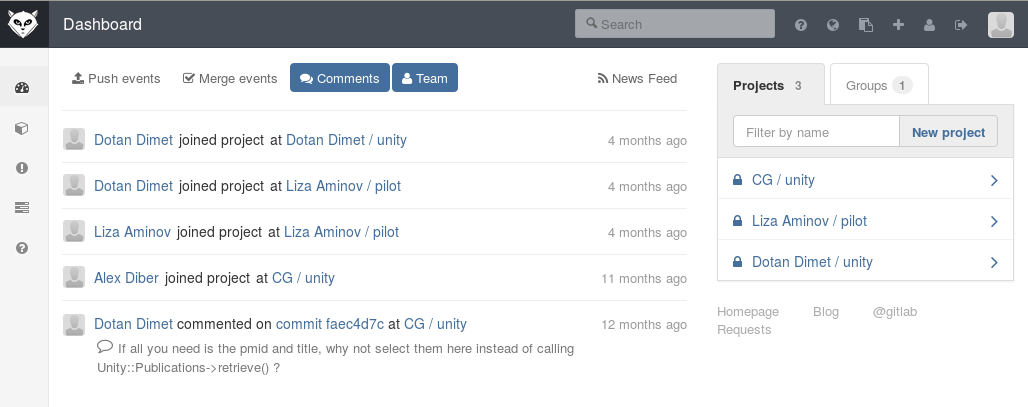 Dashboard
Search
Push events
Merge events
Comments
Team
News Feed
Dotan Dimet joined project at Dotan Dimet / unity
4 months ago
Dotan Dimet joined project at Liza Aminov / pilot
4 months ago
Liza Aminov joined project at Liza Aminov / pilot
4 months ago
Alex Diber joined project at CG / unity
11 months ago
Dotan Dimet commented on commit faec4d7c at CG / unity
12 months ago
If all you need is the pmid and title, why not select them here instead of calling
Unity::Publications->retrieve() ?
Projects 3
Groups 1
Filter by name
New project
CG / unity
Liza Aminov / pilot
Dotan Dimet / unity
Homepage
Blog
@gitlab
Requests